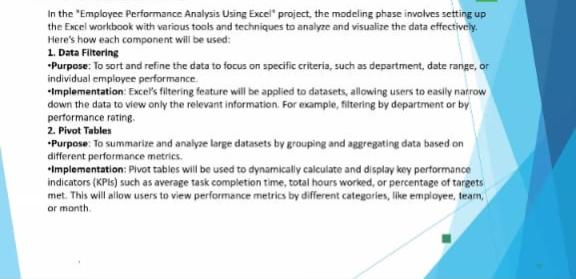 In the "Employee Performance Analysis Using Excel" project, the modeling phase involves setting up
the Excel workbook with various tools and techniques to analyze and visualize the data effectively.
Here's how each component will be used:
1. Data Filtering
•Purpose: To sort and refine the data to focus on specific criteria, such as department, date range, or
individual employee performance.
•Implementation: Excel's filtering feature will be applied to datasets, allowing users to easily narrow
down the data to view only the relevant information. For example, filtering by department or by
performance rating.
2. Pivot Tables
•Purpose: To summarize and analyze large datasets by grouping and aggregating data based on
different performance metrics.
•Implementation: Pivot tables will be used to dynamically calculate and display key performance
indicators (KPIs) such as average task completion time, total hours worked, or percentage of targets
met. This will allow users to view performance metrics by different categories, like employee, team,
or month.